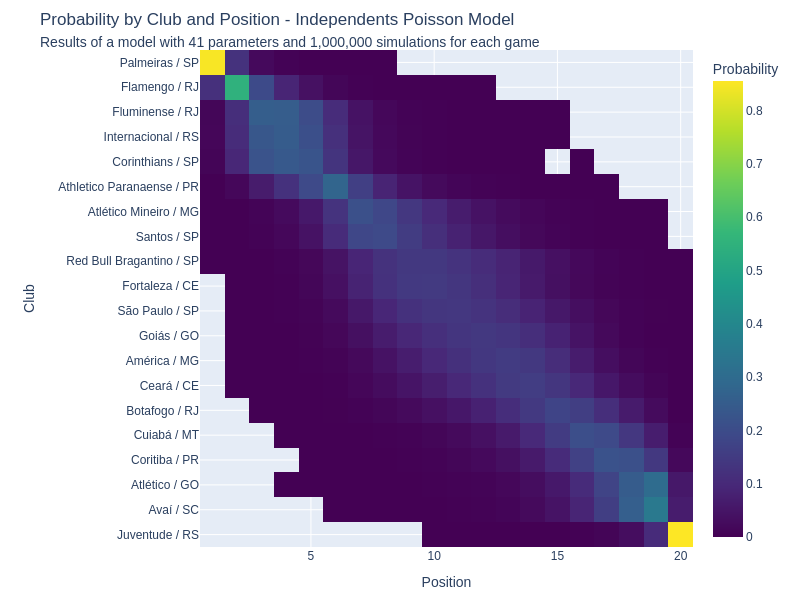 Probability by Club and Position - Independents Poisson Model
Results of a model with 41 parameters and 1,000,000 simulations for each game
Probability
Palmeiras / SP
Flamengo / RJ
Fluminense / RJ
Internacional / RS
Corinthians / SP
Athletico Paranaense / PR
Atlético Mineiro / MG
Santos / SP
Red Bull Bragantino / SP
Fortaleza / CE
São Paulo / SP
Goiás / GO
América / MG
Ceará / CE
Botafogo / RJ
Cuiabá / MT
Coritiba / PR
Atlético / GO
Avaí / SC
Juventude / RS
Club
0.8
0.7
0.6
0.5
0.4
0.3
0.2
0.1
0
5
10
15
20
Position